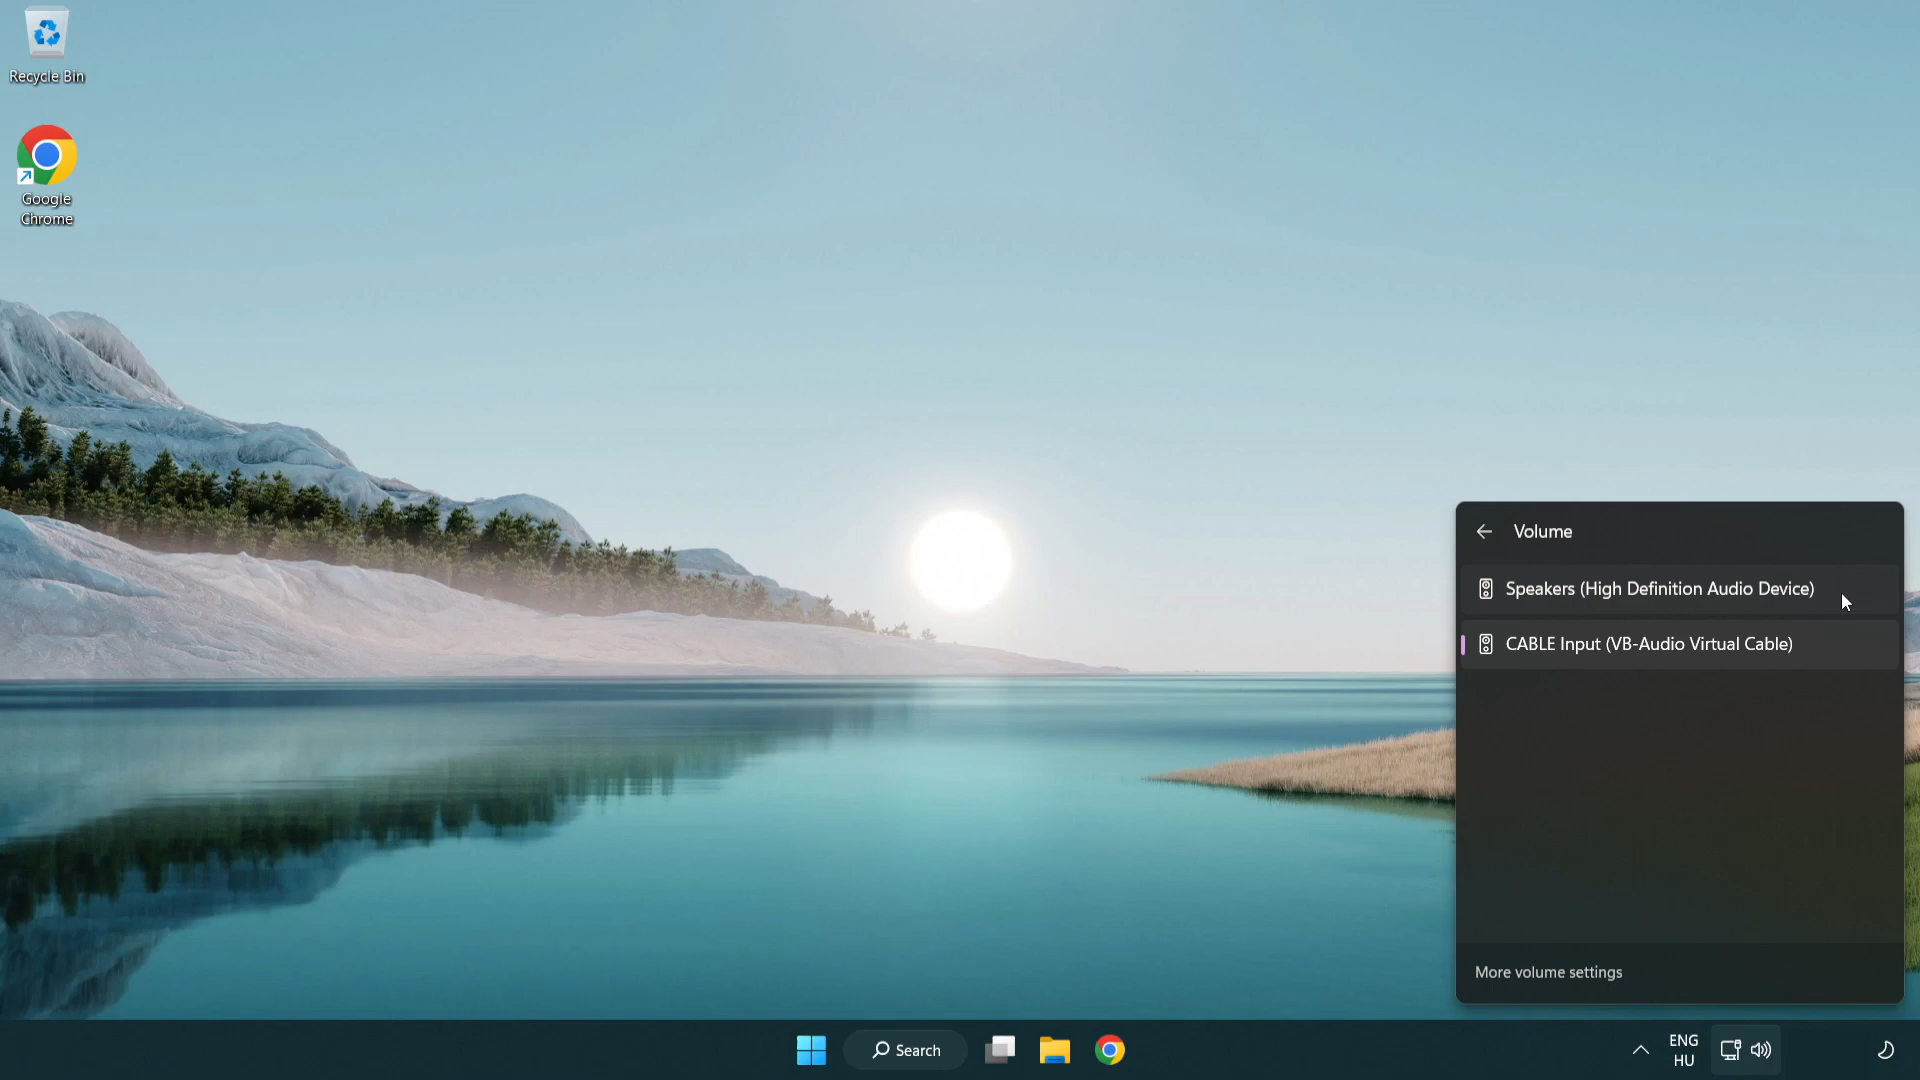 Recycle Bin
Google
Chrome
Volume
Speakers (High Definition Audio Device)
CABLE Input (VB-Audio Virtual Cable)
More volume settings
Search
ENG
HU